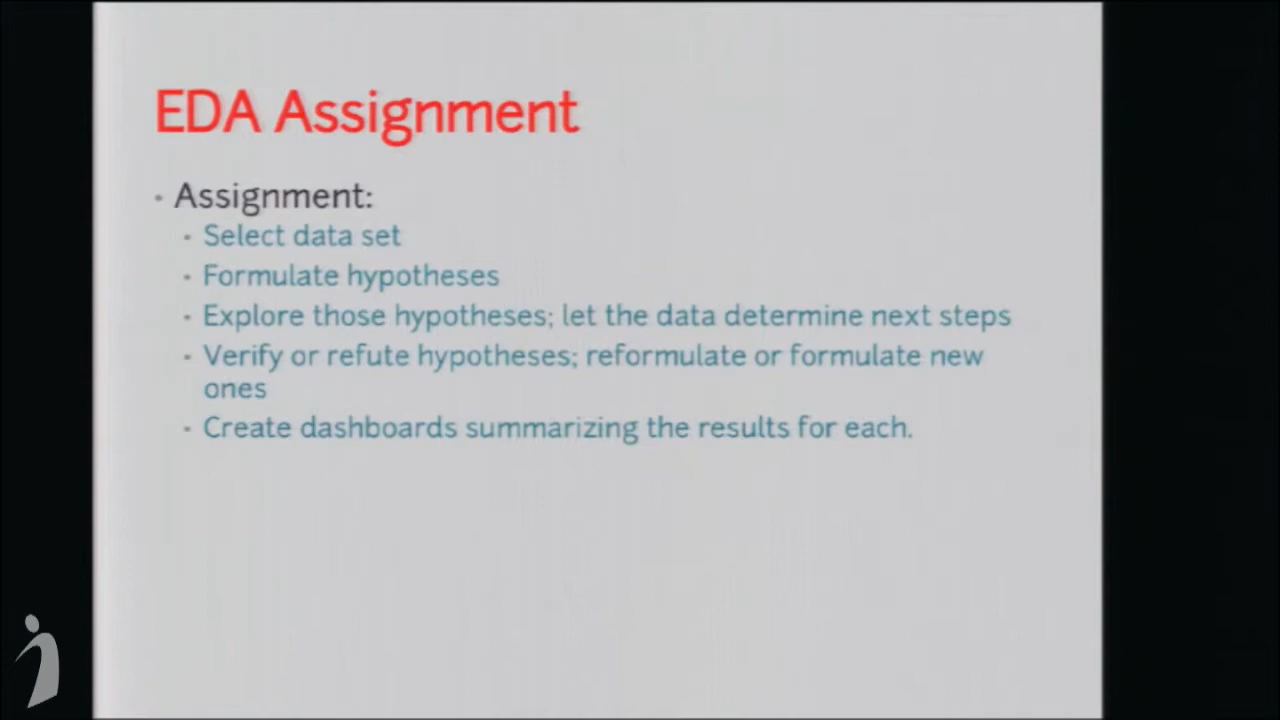 EDA Assignment
• Assignment:
• Select data set
• Formulate hypotheses
• Explore those hypotheses; let the data determine next steps
• Verify or refute hypotheses; reformulate or formulate new
ones
• Create dashboards summarizing the results for each.